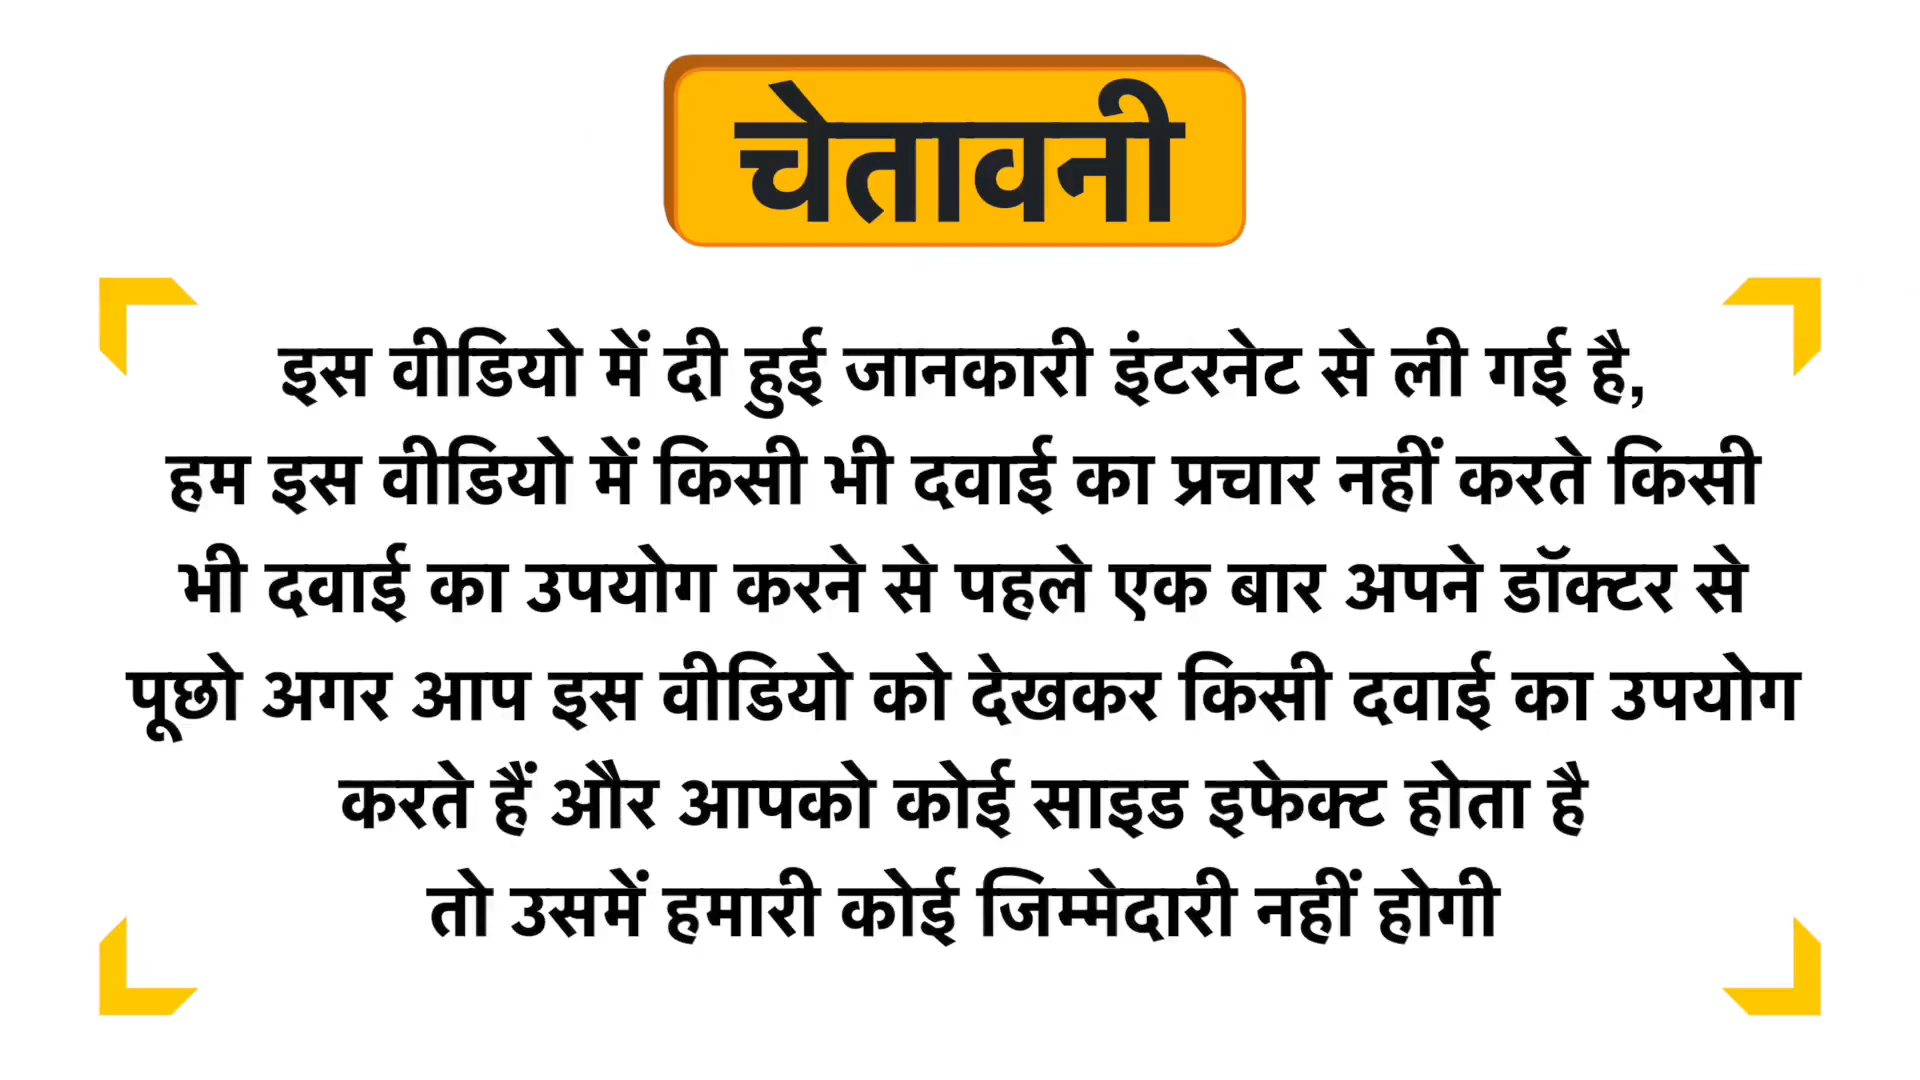 चेतावनी
इस वीडियो में दी हुई जानकारी इंटरनेट से ली गई है,
हम इस वीडियो में किसी भी दवाई का प्रचार नहीं करते किसी
भी दवाई का उपयोग करने से पहले एक बार अपने डॉक्टर से
पूछो अगर आप इस वीडियो को देखकर किसी दवाई का उपयोग
करते हैं और आपको कोई साइड इफेक्ट होता है
तो उसमें हमारी कोई जिम्मेदारी नहीं होगी